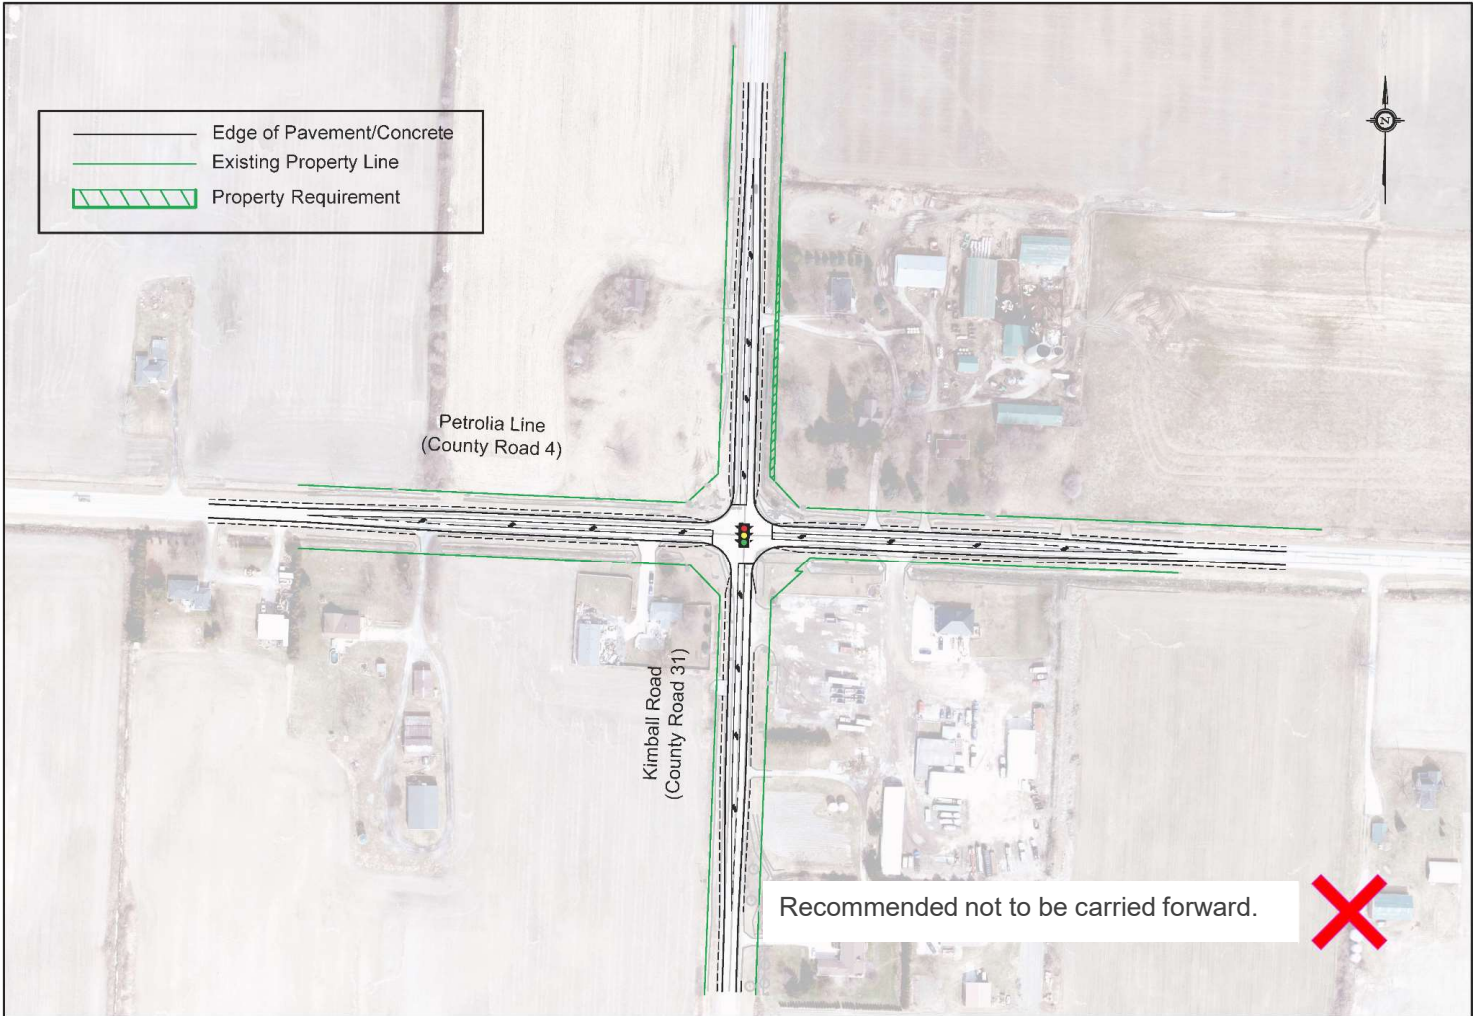 Edge of Pavement/Concrete
Existing Property Line
Property Requirement
N
Petrolia Line
(County Road 4)
Kimball Road
(County Road 31)
Recommended not to be carried forward.